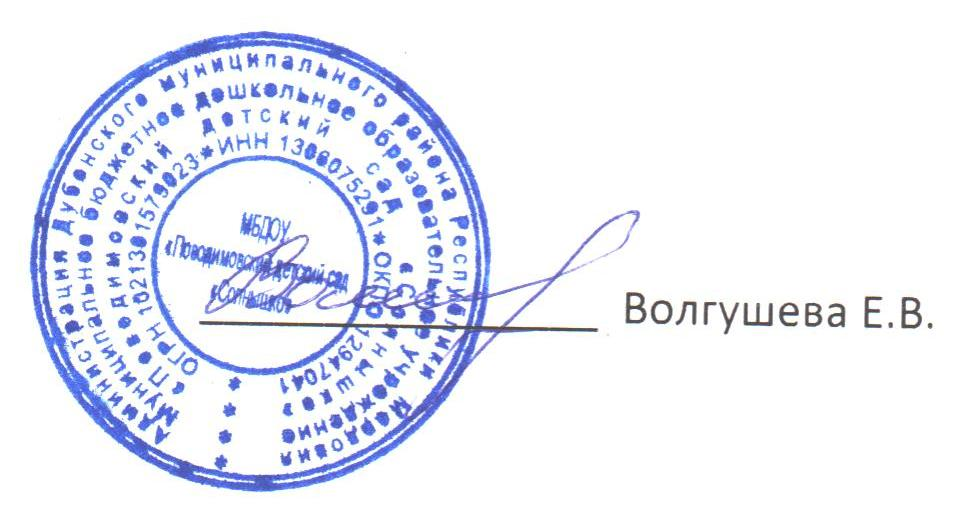 Администрация Дубенского муниципального района Республики Мордовия
Муниципальное бюджетное дошкольное образовательное учреждение
«Поводимовский детский сад «Солнышко»
ОГРН 1021301579023*ИНН 1306075291*ОКПО 12947041
МБДОУ
«Поводимовский детский сад
«Солнышко»
Волгушева Е.В.